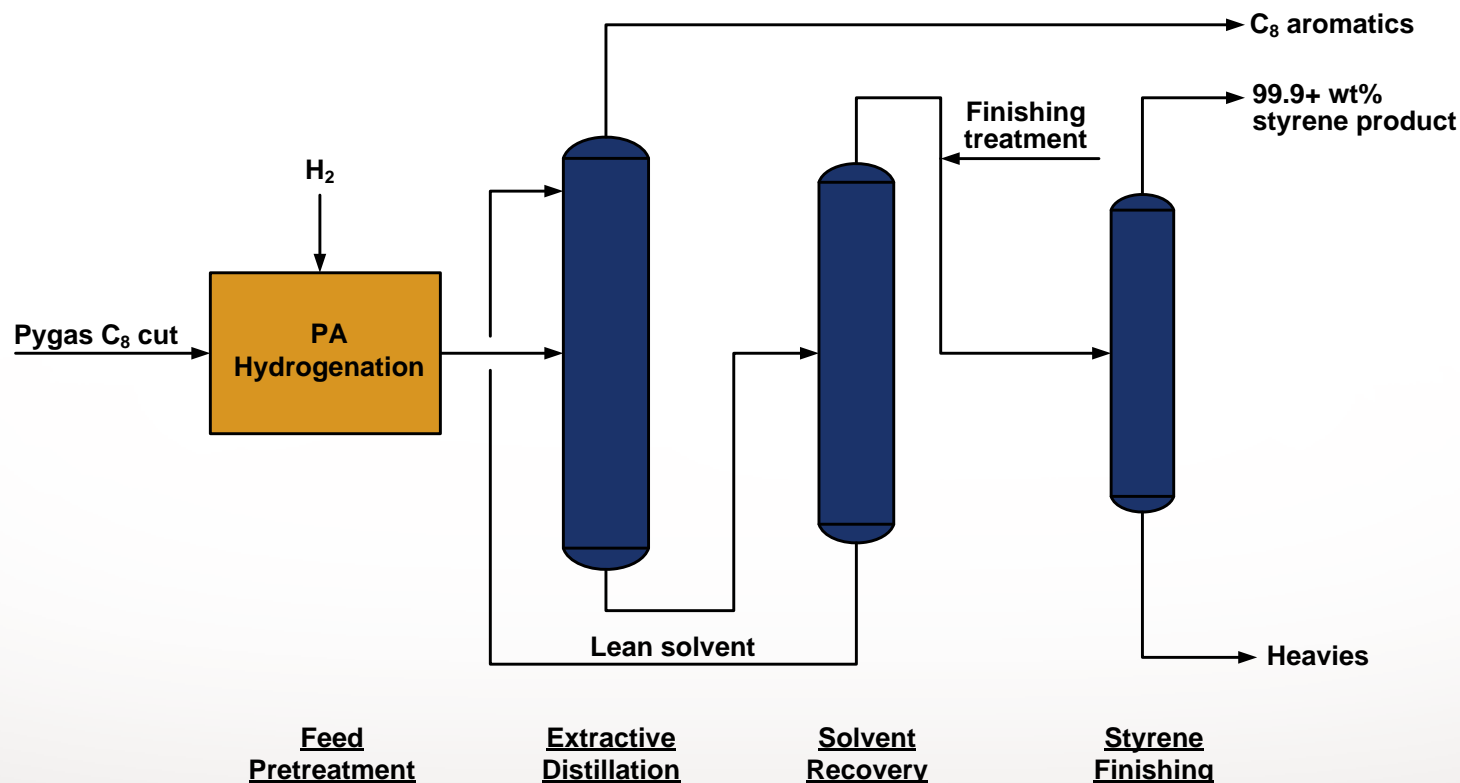 C₈ aromatics
99.9+ wt%
styrene product
Finishing
treatment
H₂
Pygas C₈ cut
PA
Hydrogenation
Lean solvent
Heavies
Feed
Pretreatment
Extractive
Distillation
Solvent
Recovery
Styrene
Finishing